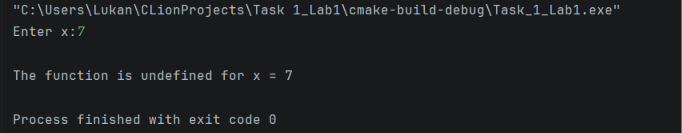 "C:\Users\Lukan\CLionProjects\Task 1_Lab1\cmake-build-debug\Task_1_Lab1.exe"
Enter x:7
The function is undefined for x = 7
Process finished with exit code 0